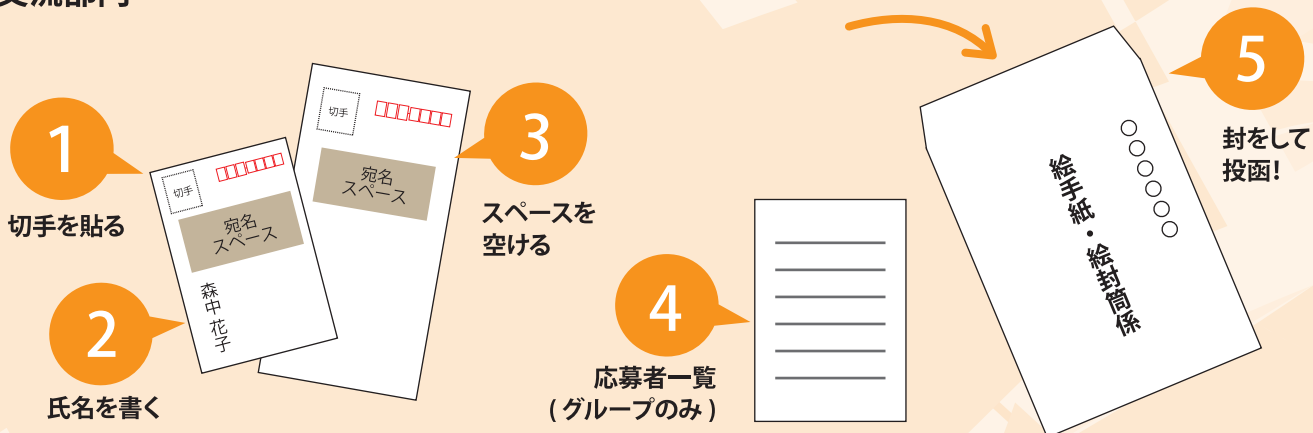 1
切手を貼る
2
氏名を書く
切手
宛名
スペース
森中 花子
切手
宛名
スペース
3
スペースを
空ける
4
応募者一覧
(グループのみ)
絵手紙・絵封筒係
○○○○○○○
5
封をして
投函!